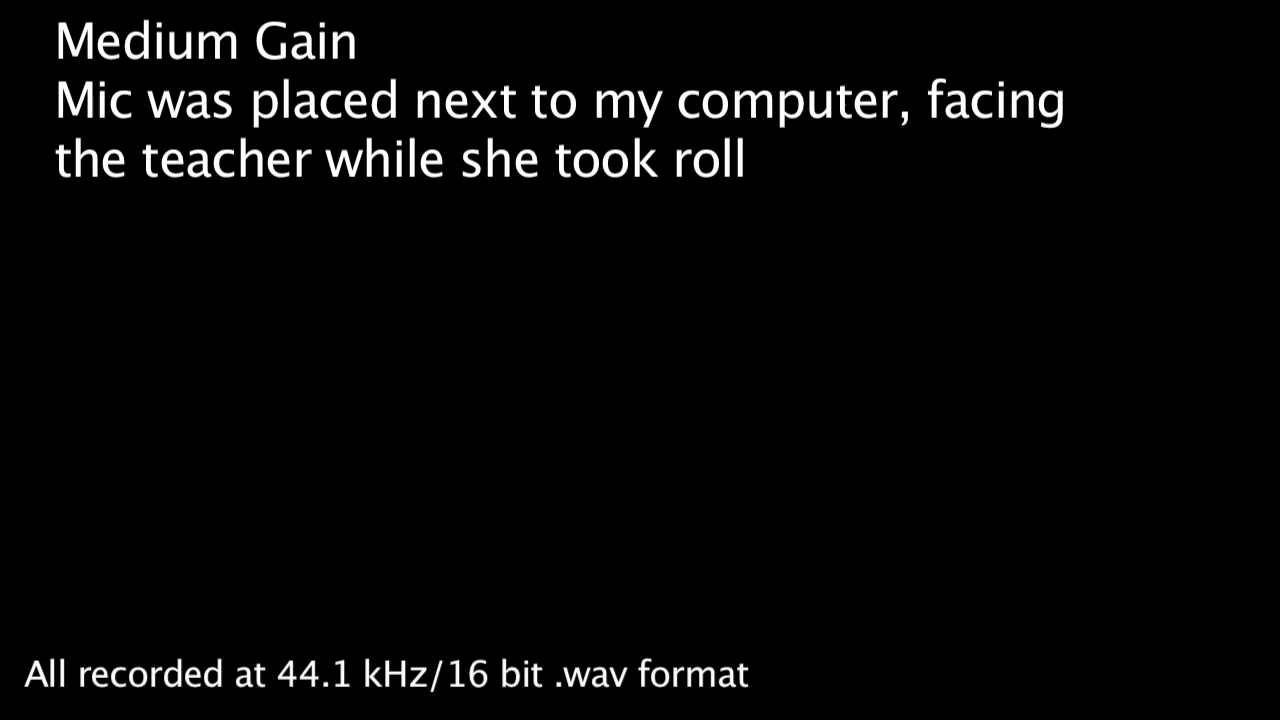 Medium Gain
Mic was placed next to my computer, facing
the teacher while she took roll
All recorded at 44.1 kHz/16 bit .wav format